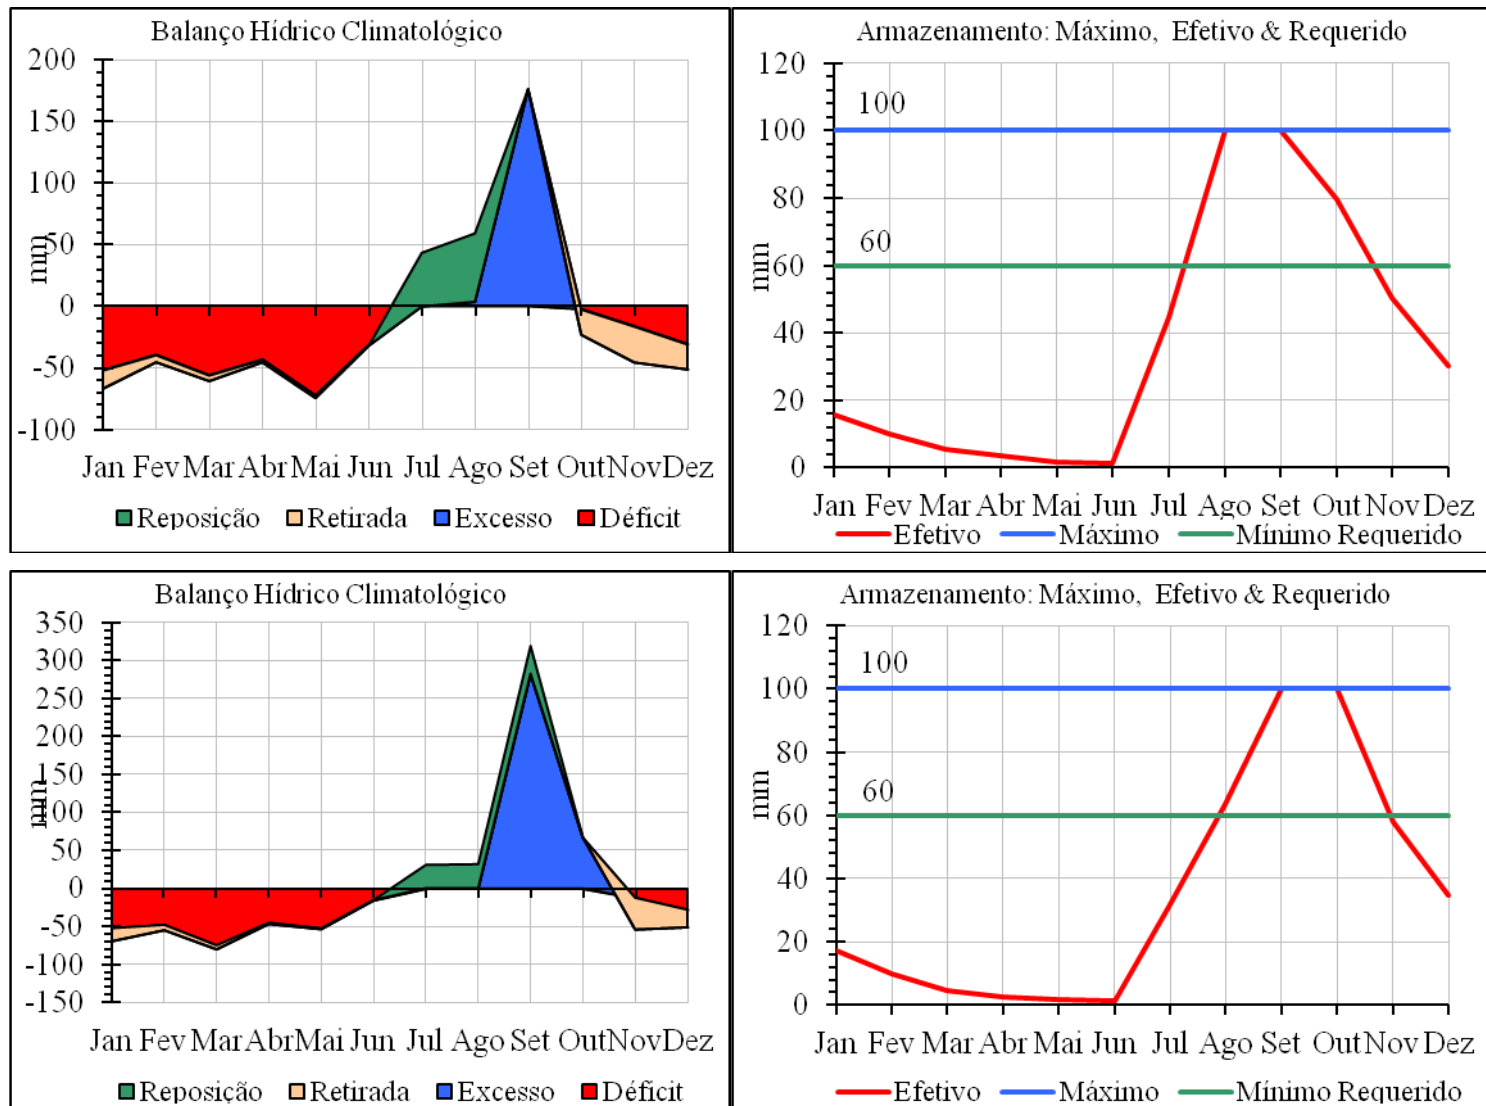 Balanço Hídrico Climatológico
200
150
100
50
0
-50
-100
mm
Jan Fev Mar Abr Mai Jun Jul Ago Set Out Nov Dez
Reposição Retirada Excesso Déficit
Armazenamento: Máximo, Efetivo & Requerido
120
100
80
60
40
20
0
mm
100
60
Jan Fev Mar Abr Mai Jun Jul Ago Set Out Nov Dez
Efetivo Máximo Mínimo Requerido
Balanço Hídrico Climatológico
350
300
250
200
150
100
50
0
-50
-100
-150
mm
Jan Fev Mar Abr Mai Jun Jul Ago Set Out Nov Dez
Reposição Retirada Excesso Déficit
Armazenamento: Máximo, Efetivo & Requerido
120
100
80
60
40
20
0
mm
100
60
Jan Fev Mar Abr Mai Jun Jul Ago Set Out Nov Dez
Efetivo Máximo Mínimo Requerido